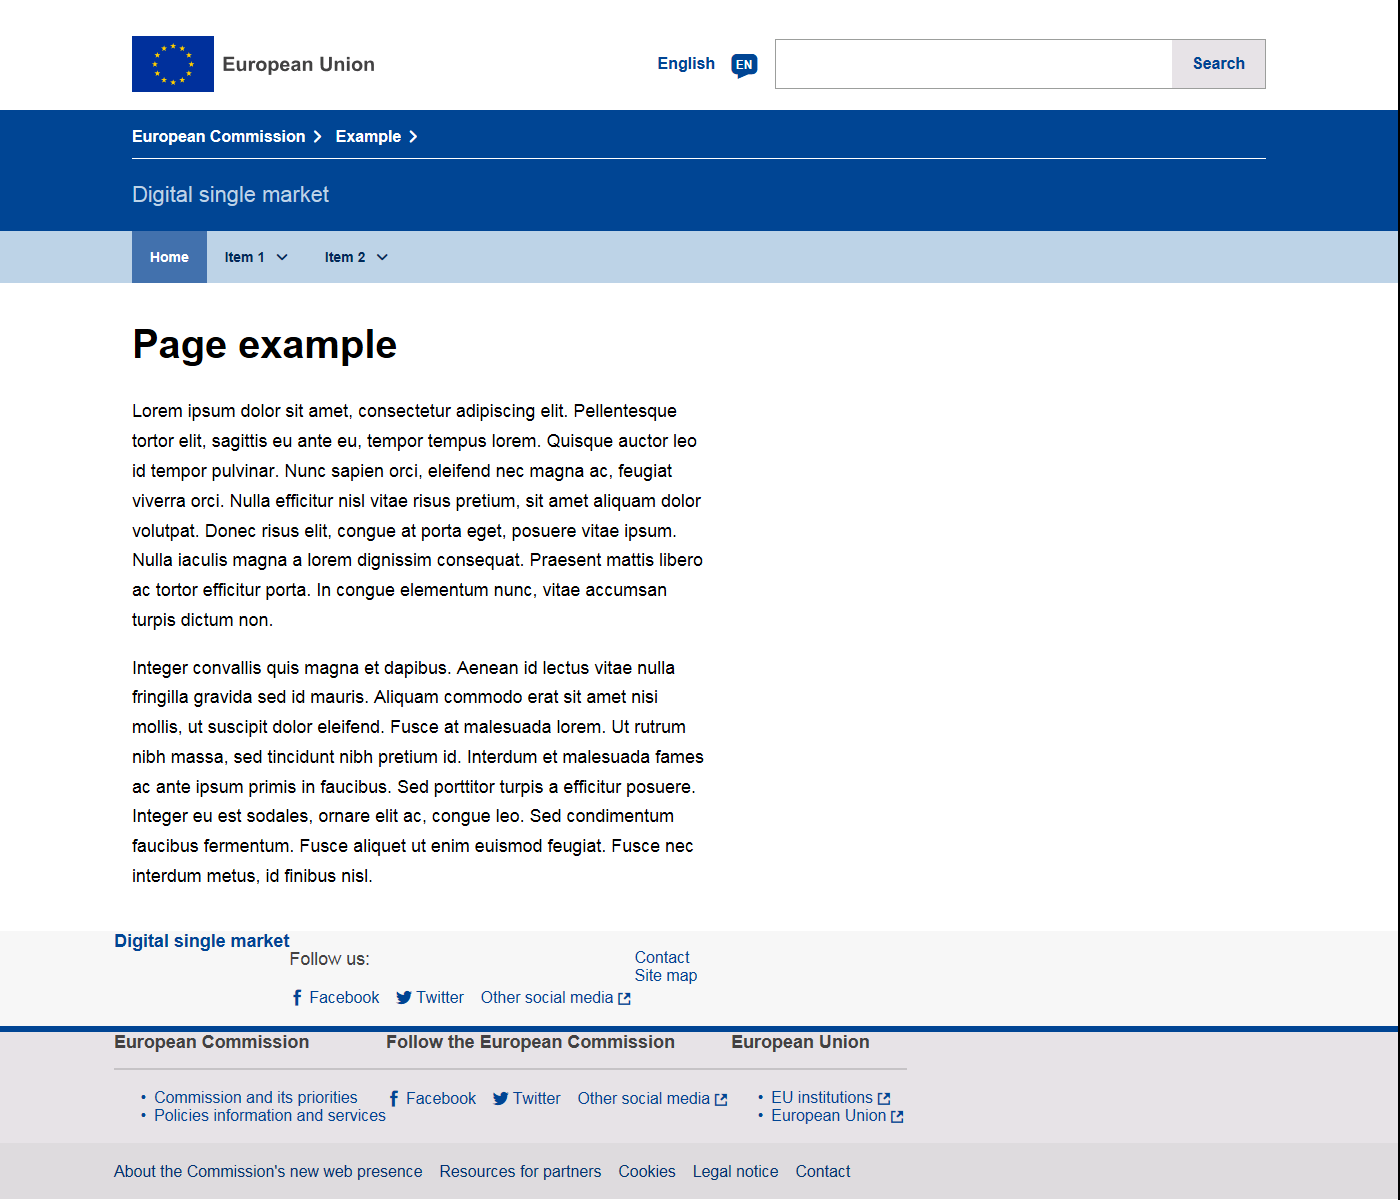 European Union
English EN Search
European Commission Example
Digital single market
Home Item 1 Item 2
Page example
Lorem ipsum dolor sit amet, consectetur adipiscing elit. Pellentesque
tortor elit, sagittis eu ante eu, tempor tempus lorem. Quisque auctor leo
id tempor pulvinar. Nunc sapien orci, eleifend nec magna ac, feugiat
viverra orci. Nulla efficitur nisl vitae risus pretium, sit amet aliquam dolor
volutpat. Donec risus elit, congue at porta eget, posuere vitae ipsum.
Nulla iaculis magna a lorem dignissim consequat. Praesent mattis libero
ac tortor efficitur porta. In congue elementum nunc, vitae accumsan
turpis dictum non.
Integer convallis quis magna et dapibus. Aenean id lectus vitae nulla
fringilla gravida sed id mauris. Aliquam commodo erat sit amet nisi
mollis, ut suscipit dolor eleifend. Fusce at malesuada lorem. Ut rutrum
nibh massa, sed tincidunt nibh pretium id. Interdum et malesuada fames
ac ante ipsum primis in faucibus. Sed porttitor turpis a efficitur posuere.
Integer eu est sodales, ornare elit ac, congue leo. Sed condimentum
faucibus fermentum. Fusce aliquet ut enim euismod feugiat. Fusce nec
interdum metus, id finibus nisl.
Digital single market
Follow us:
Facebook Twitter Other social media
Contact
Site map
European Commission
• Commission and its priorities
• Policies information and services
Follow the European Commission
Facebook Twitter Other social media
European Union
• EU institutions
• European Union
About the Commission's new web presence Resources for partners Cookies Legal notice Contact